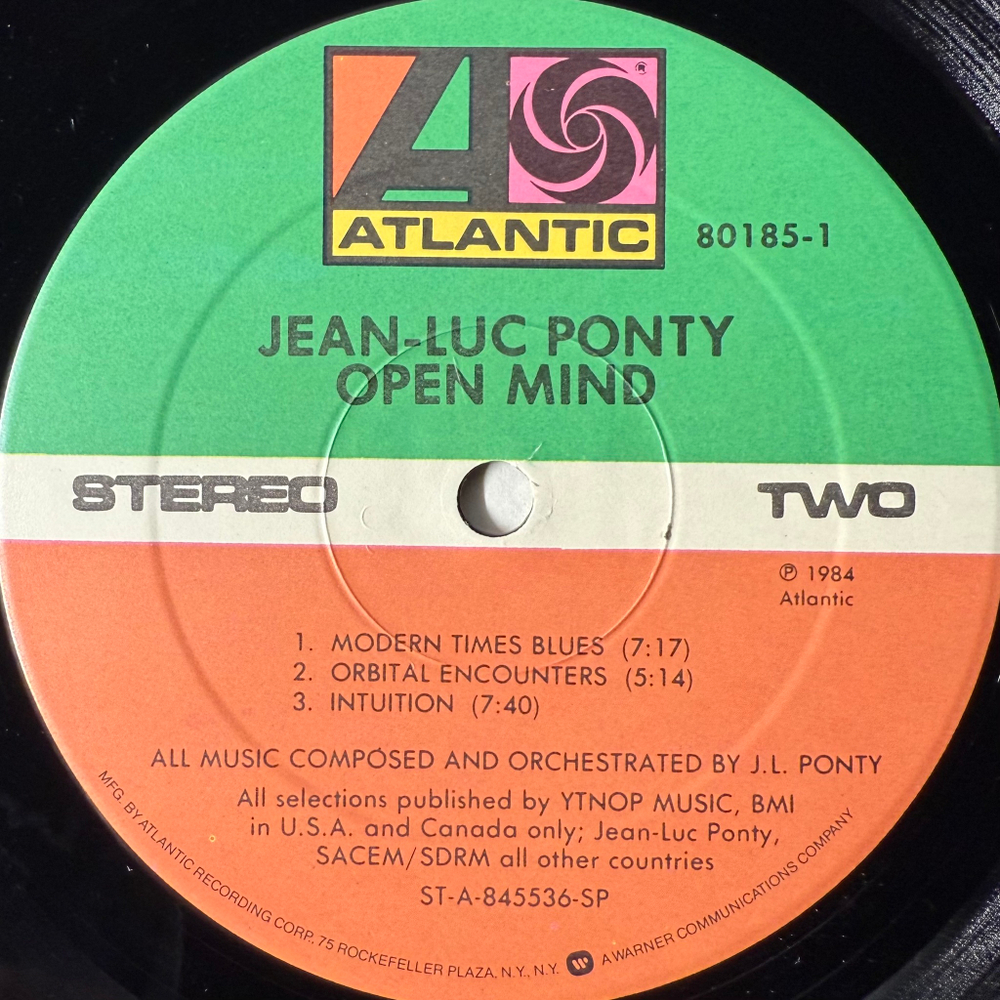 ATLANTIC
®
80185-1
JEAN-LUC PONTY
OPEN MIND
STEREO
TWO
℗ 1984
Atlantic
1. MODERN TIMES BLUES (7:17)
2. ORBITAL ENCOUNTERS (5:14)
3. INTUITION (7:40)
ALL MUSIC COMPOSED AND ORCHESTRATED BY J.L. PONTY
All selections published by YTNOP MUSIC, BMI
in U.S.A. and Canada only; Jean-Luc Ponty,
SACEM/SDRM all other countries
ST-A-845536-SP
MFG. BY ATLANTIC RECORDING CORP., 75 ROCKEFELLER PLAZA, N.Y., N.Y. A WARNER COMMUNICATIONS COMPANY